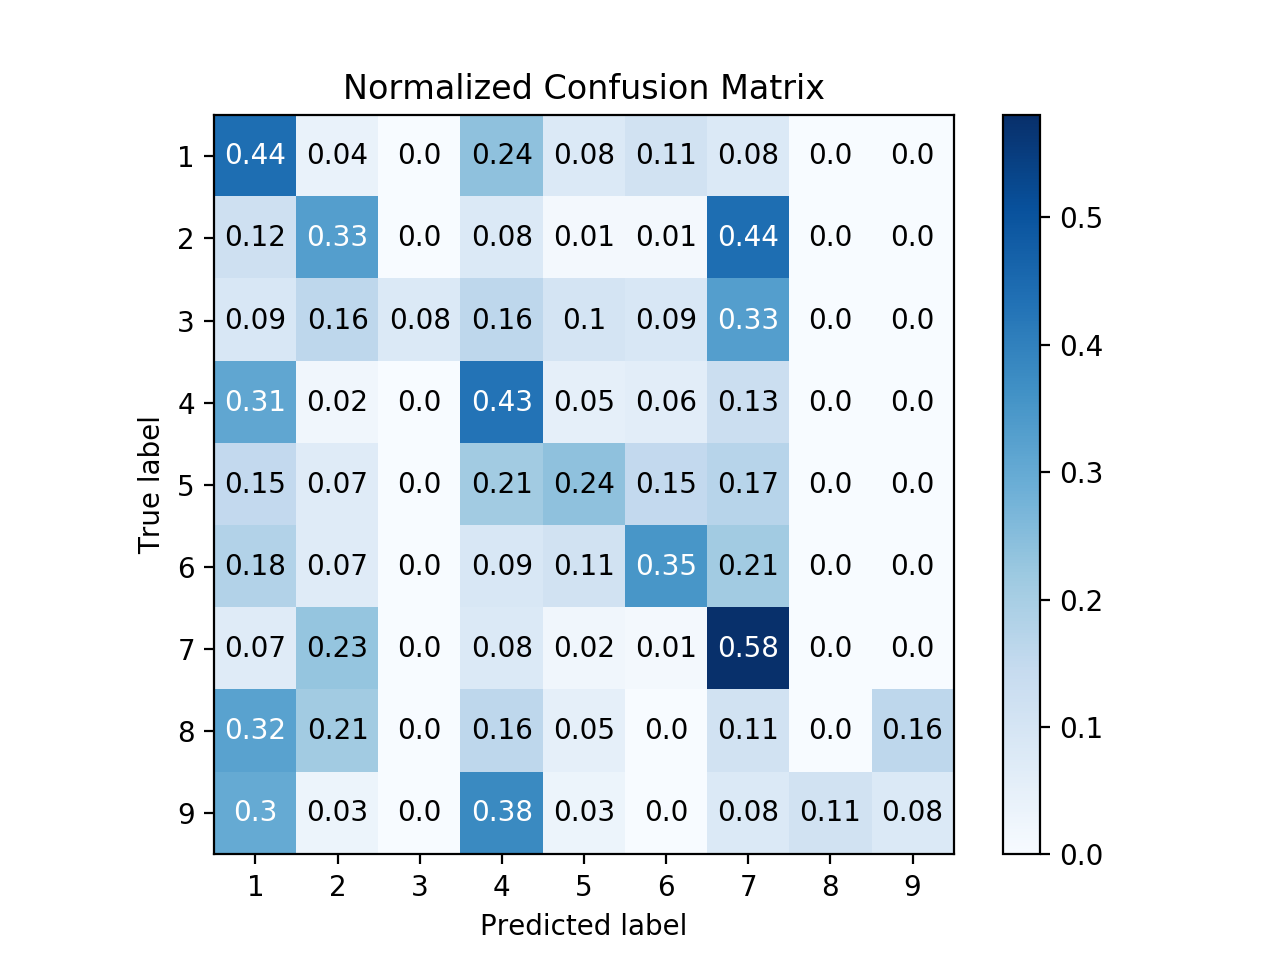 Normalized Confusion Matrix
1 0.44 0.04 0.0 0.24 0.08 0.11 0.08 0.0 0.0
2 0.12 0.33 0.0 0.08 0.01 0.01 0.44 0.0 0.0
3 0.09 0.16 0.08 0.16 0.1 0.09 0.33 0.0 0.0
4 0.31 0.02 0.0 0.43 0.05 0.06 0.13 0.0 0.0
5 0.15 0.07 0.0 0.21 0.24 0.15 0.17 0.0 0.0
6 0.18 0.07 0.0 0.09 0.11 0.35 0.21 0.0 0.0
7 0.07 0.23 0.0 0.08 0.02 0.01 0.58 0.0 0.0
8 0.32 0.21 0.0 0.16 0.05 0.0 0.11 0.0 0.16
9 0.3 0.03 0.0 0.38 0.03 0.0 0.08 0.11 0.08
1 2 3 4 5 6 7 8 9
Predicted label
True label
0.5
0.4
0.3
0.2
0.1
0.0